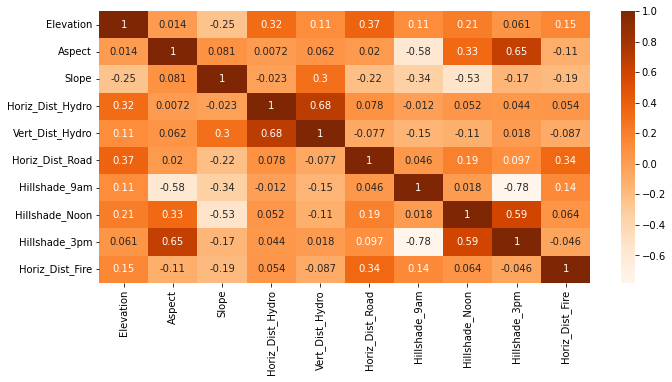 Elevation 1 0.014 -0.25 0.32 0.11 0.37 0.11 0.21 0.061 0.15
Aspect 0.014 1 0.081 0.0072 0.062 0.02 -0.58 0.33 0.65 -0.11
Slope -0.25 0.081 1 -0.023 0.3 -0.22 -0.34 -0.53 -0.17 -0.19
Horiz_Dist_Hydro 0.32 0.0072 -0.023 1 0.68 0.078 -0.012 0.052 0.044 0.054
Vert_Dist_Hydro 0.11 0.062 0.3 0.68 1 -0.077 -0.15 -0.11 0.018 -0.087
Horiz_Dist_Road 0.37 0.02 -0.22 0.078 -0.077 1 0.046 0.19 0.097 0.34
Hillshade_9am 0.11 -0.58 -0.34 -0.012 -0.15 0.046 1 0.018 -0.78 0.14
Hillshade_Noon 0.21 0.33 -0.53 0.052 -0.11 0.19 0.018 1 0.59 0.064
Hillshade_3pm 0.061 0.65 -0.17 0.044 0.018 0.097 -0.78 0.59 1 -0.046
Horiz_Dist_Fire 0.15 -0.11 -0.19 0.054 -0.087 0.34 0.14 0.064 -0.046 1
Elevation
Aspect
Slope
Horiz_Dist_Hydro
Vert_Dist_Hydro
Horiz_Dist_Road
Hillshade_9am
Hillshade_Noon
Hillshade_3pm
Horiz_Dist_Fire
1.0
0.8
0.6
0.4
0.2
0.0
-0.2
-0.4
-0.6